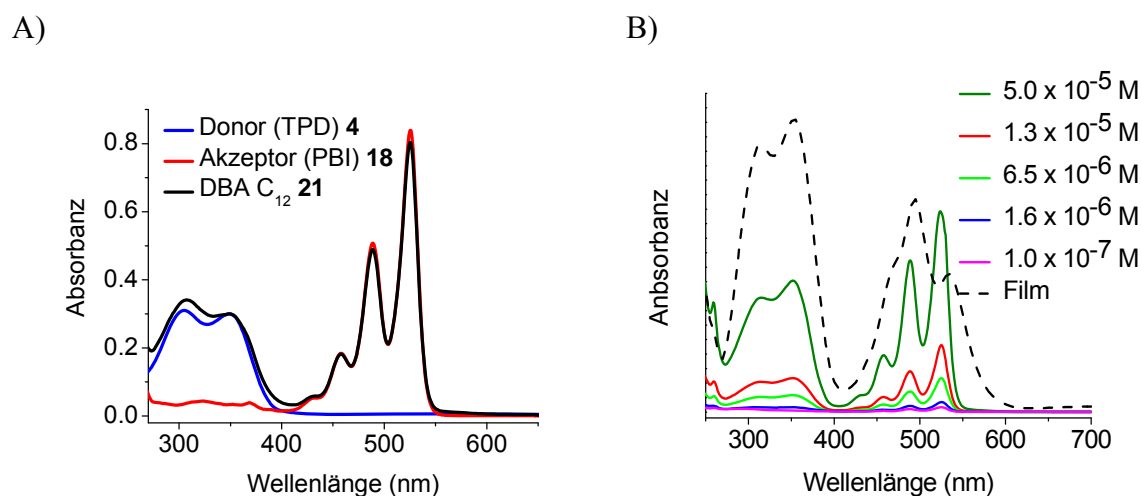 A)
0.8
0.6
0.4
0.2
0.0
Absorbanz
300
400
500
600
Wellenlänge (nm)
Donor (TPD) 4
Akzeptor (PBI) 18
DBA C₁₂ 21
B)
Anbsorbanz
300
400
500
600
700
Wellenlänge (nm)
5.0 x 10⁻⁵ M
1.3 x 10⁻⁵ M
6.5 x 10⁻⁶ M
1.6 x 10⁻⁶ M
1.0 x 10⁻⁷ M
Film